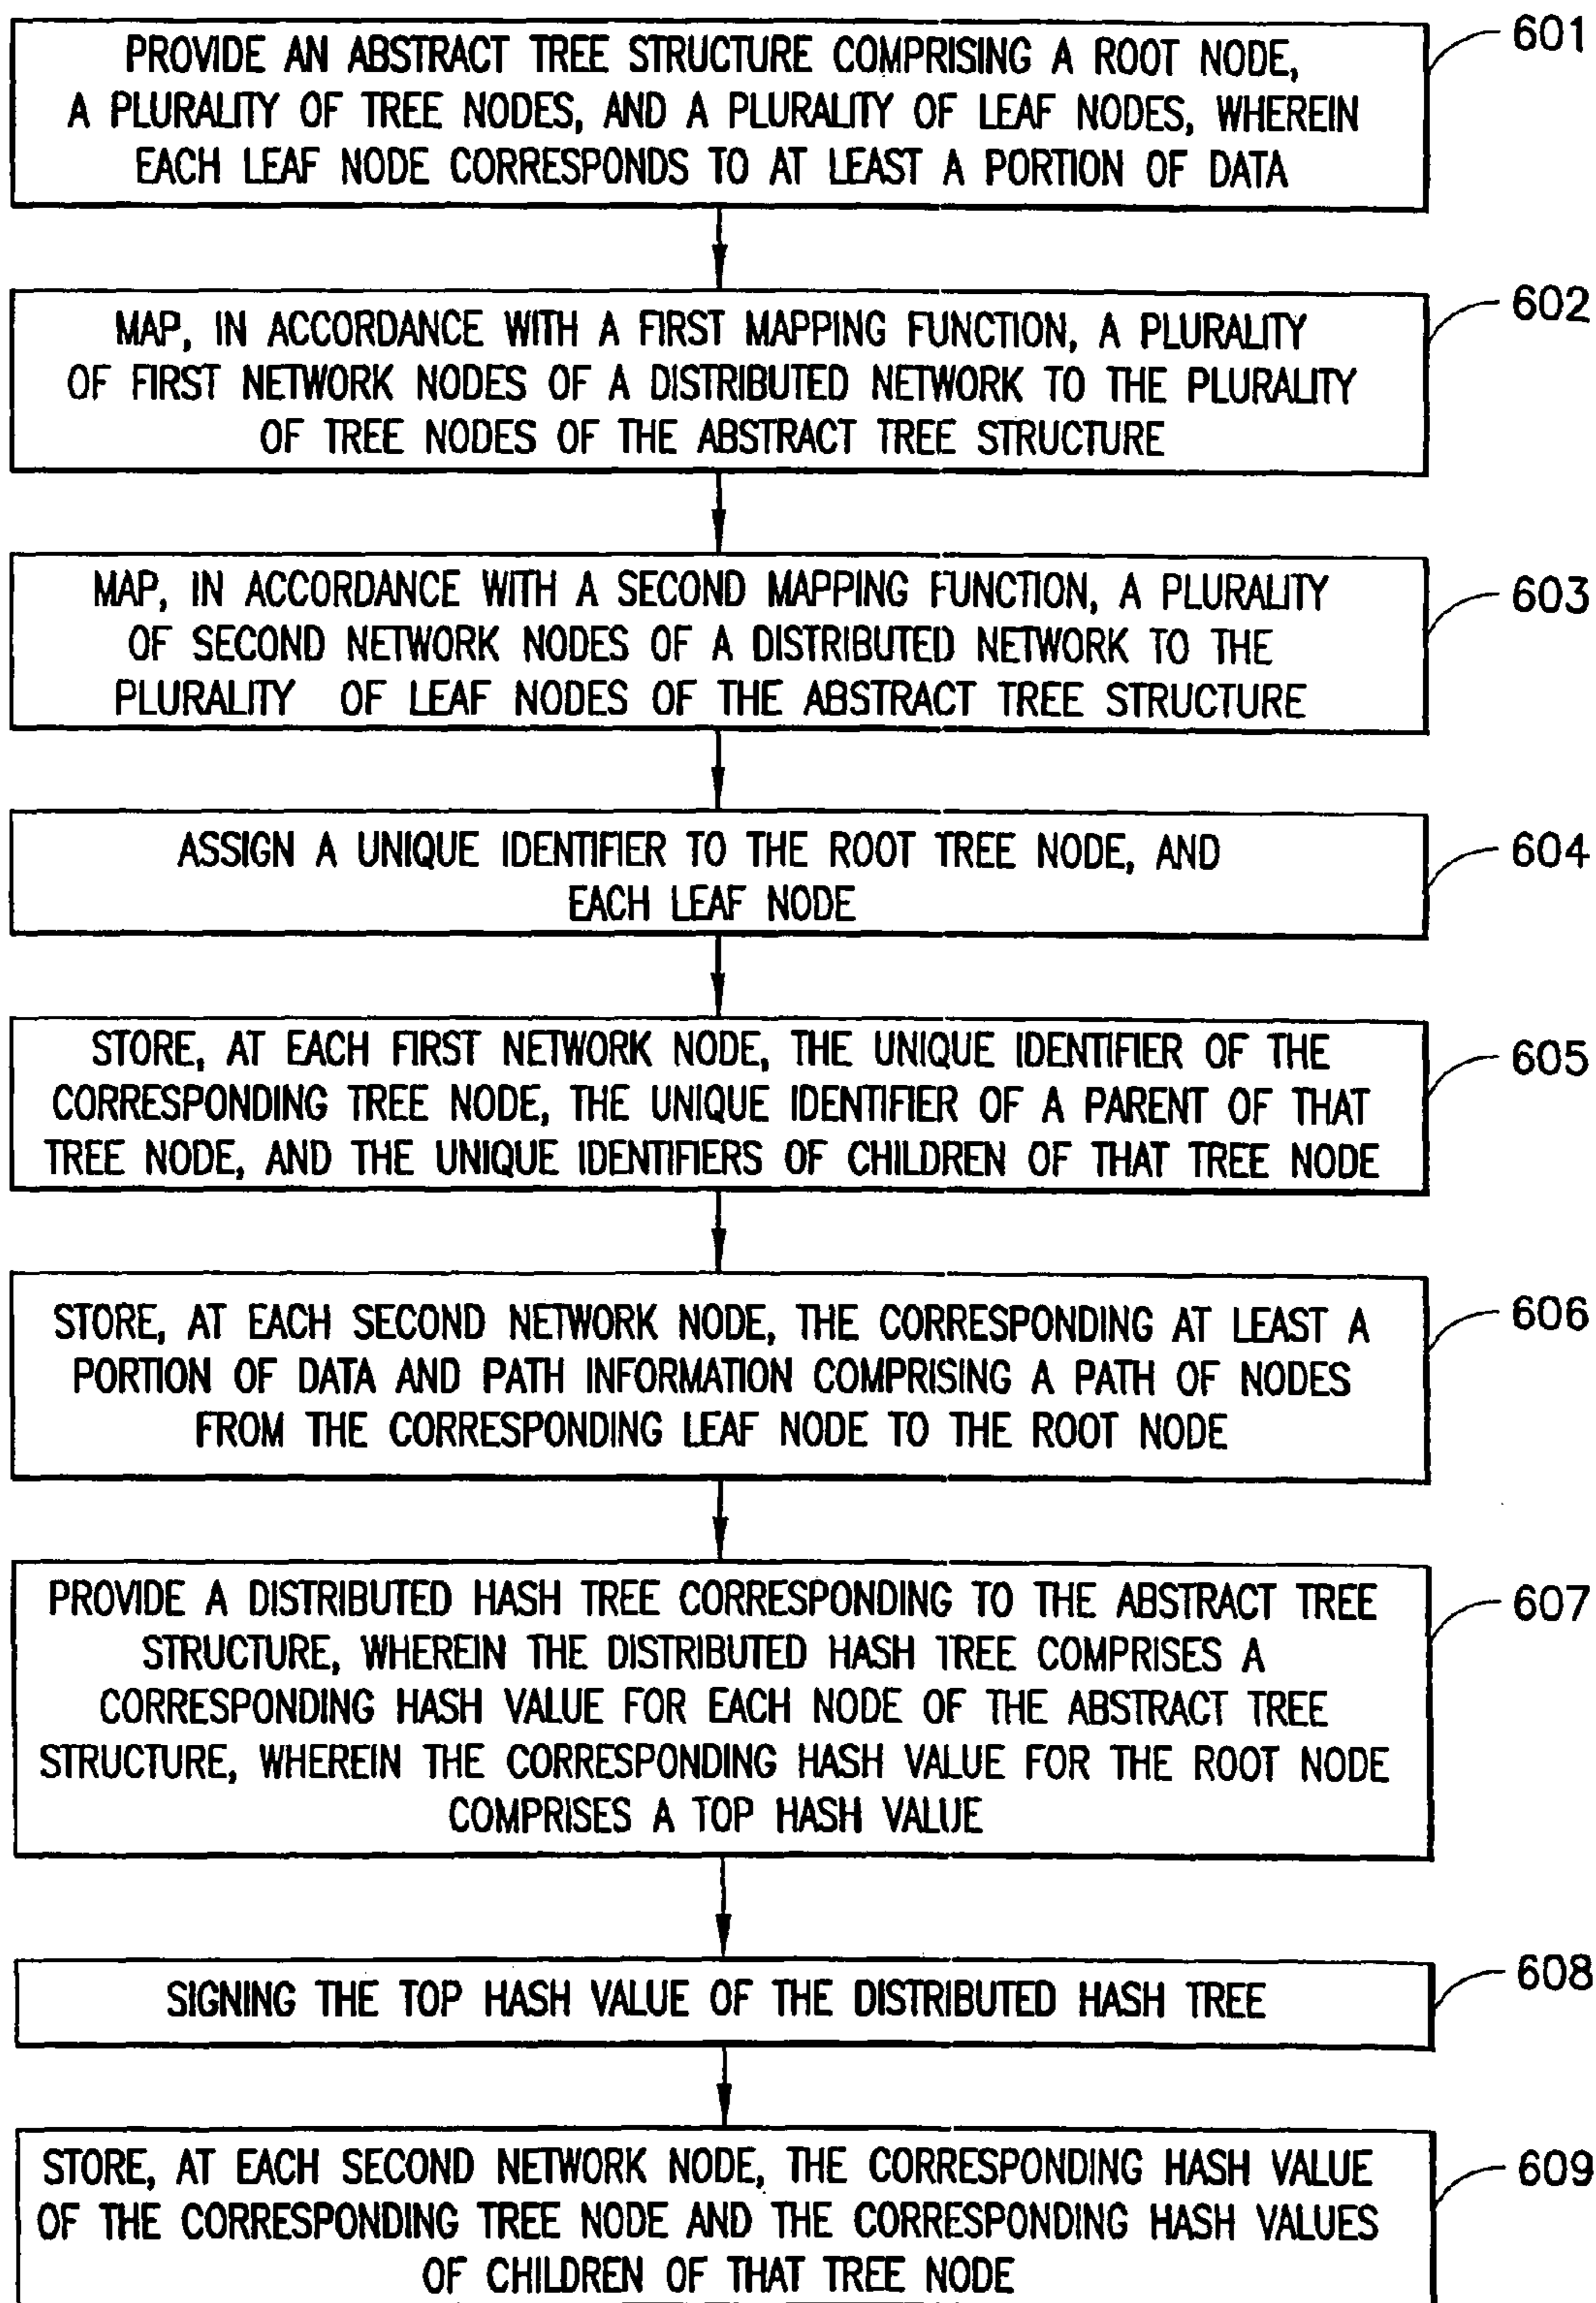 PROVIDE AN ABSTRACT TREE STRUCTURE COMPRISING A ROOT NODE,
A PLURALITY OF TREE NODES, AND A PLURALITY OF LEAF NODES, WHEREIN
EACH LEAF NODE CORRESPONDS TO AT LEAST A PORTION OF DATA
601
MAP, IN ACCORDANCE WITH A FIRST MAPPING FUNCTION, A PLURALITY
OF FIRST NETWORK NODES OF A DISTRIBUTED NETWORK TO THE PLURALITY
OF TREE NODES OF THE ABSTRACT TREE STRUCTURE
602
MAP, IN ACCORDANCE WITH A SECOND MAPPING FUNCTION, A PLURALITY
OF SECOND NETWORK NODES OF A DISTRIBUTED NETWORK TO THE
PLURALITY OF LEAF NODES OF THE ABSTRACT TREE STRUCTURE
603
ASSIGN A UNIQUE IDENTIFIER TO THE ROOT TREE NODE, AND
EACH LEAF NODE
604
STORE, AT EACH FIRST NETWORK NODE, THE UNIQUE IDENTIFIER OF THE
CORRESPONDING TREE NODE, THE UNIQUE IDENTIFIER OF A PARENT OF THAT
TREE NODE, AND THE UNIQUE IDENTIFIERS OF CHILDREN OF THAT TREE NODE
605
STORE, AT EACH SECOND NETWORK NODE, THE CORRESPONDING AT LEAST A
PORTION OF DATA AND PATH INFORMATION COMPRISING A PATH OF NODES
FROM THE CORRESPONDING LEAF NODE TO THE ROOT NODE
606
PROVIDE A DISTRIBUTED HASH TREE CORRESPONDING TO THE ABSTRACT TREE
STRUCTURE, WHEREIN THE DISTRIBUTED HASH TREE COMPRISES A
CORRESPONDING HASH VALUE FOR EACH NODE OF THE ABSTRACT TREE
STRUCTURE, WHEREIN THE CORRESPONDING HASH VALUE FOR THE ROOT NODE
COMPRISES A TOP HASH VALUE
607
SIGNING THE TOP HASH VALUE OF THE DISTRIBUTED HASH TREE
608
STORE, AT EACH SECOND NETWORK NODE, THE CORRESPONDING HASH VALUE
OF THE CORRESPONDING TREE NODE AND THE CORRESPONDING HASH VALUES
OF CHILDREN OF THAT TREE NODE
609